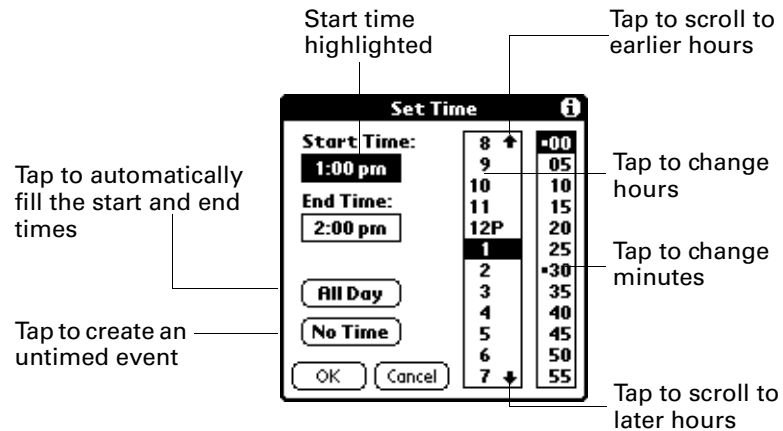 Start time
highlighted
Tap to scroll to
earlier hours
Set Time
i
Start Time:
1:00 pm
End Time:
2:00 pm
All Day
No Time
OK
Cancel
8
9
10
11
12P
1
2
3
4
5
6
7
00
05
10
15
20
25
30
35
40
45
50
55
Tap to automatically
fill the start and end
times
Tap to create an
untimed event
Tap to change
hours
Tap to change
minutes
Tap to scroll to
later hours